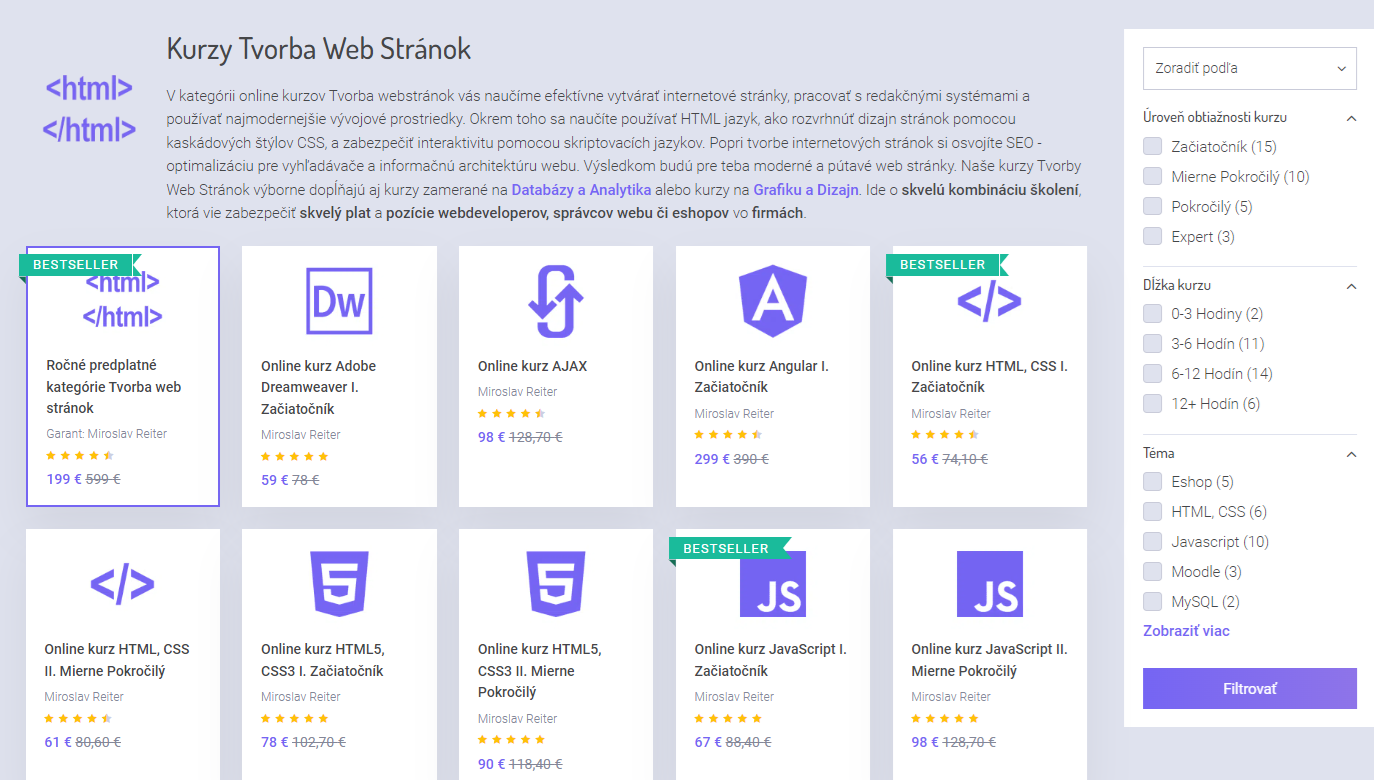 Kurzy Tvorba Web Stránok
<html>
</html>
V kategórii online kurzov Tvorba webstránok vás naučíme efektívne vytvárať internetové stránky, pracovať s redakčnými systémami a
používať najmodernejšie vývojové prostriedky. Okrem toho sa naučíte používať HTML jazyk, ako rozvrhnúť dizajn stránok pomocou
kaskádových štýlov CSS, a zabezpečiť interaktivitu pomocou skriptovacích jazykov. Popri tvorbe internetových stránok si osvojíte SEO -
optimalizáciu pre vyhľadávače a informačnú architektúru webu. Výsledkom budú pre teba moderné a pútavé web stránky. Naše kurzy Tvorby
Web Stránok výborne dopĺňajú aj kurzy zamerané na Databázy a Analytika alebo kurzy na Grafiku a Dizajn. Ide o skvelú kombináciu školení,
ktorá vie zabezpečiť skvelý plat a pozície webdeveloperov, správcov webu či eshopov vo firmách.
BESTSELLER
<html>
</html>
Ročné predplatné
kategórie Tvorba web
stránok
Garant: Miroslav Reiter
199 € 599 €
Dw
Online kurz Adobe
Dreamweaver I.
Začiatočník
Miroslav Reiter
59 € 78 €
Online kurz AJAX
Miroslav Reiter
98 € 128,70 €
A
Online kurz Angular I.
Začiatočník
Miroslav Reiter
299 € 390 €
BESTSELLER
</>
Online kurz HTML, CSS I.
Začiatočník
Miroslav Reiter
56 € 74,10 €
</>
Online kurz HTML, CSS
II. Mierne Pokročilý
Miroslav Reiter
61 € 80,60 €
5
Online kurz HTML5,
CSS3 I. Začiatočník
Miroslav Reiter
78 € 102,70 €
5
Online kurz HTML5,
CSS3 II. Mierne
Pokročilý
Miroslav Reiter
90 € 118,40 €
BESTSELLER
JS
Online kurz JavaScript I.
Začiatočník
Miroslav Reiter
67 € 88,40 €
JS
Online kurz JavaScript II.
Mierne Pokročilý
Miroslav Reiter
98 € 128,70 €
Zoradiť podľa
Úroveň obtiažnosti kurzu
Začiatočník (15)
Mierne Pokročilý (10)
Pokročilý (5)
Expert (3)
Dĺžka kurzu
0-3 Hodiny (2)
3-6 Hodín (11)
6-12 Hodín (14)
12+ Hodín (6)
Téma
Eshop (5)
HTML, CSS (6)
Javascript (10)
Moodle (3)
MySQL (2)
Zobraziť viac
Filtrovať